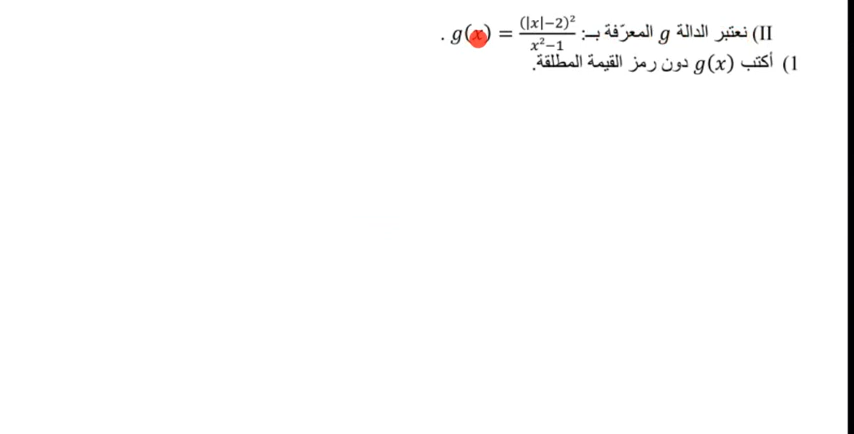 II) نعتبر الدالة g المعرّفة بـ: g(x) = (|x|−2)²/(x²−1) .
1) أكتب g(x) دون رمز القيمة المطلقة.